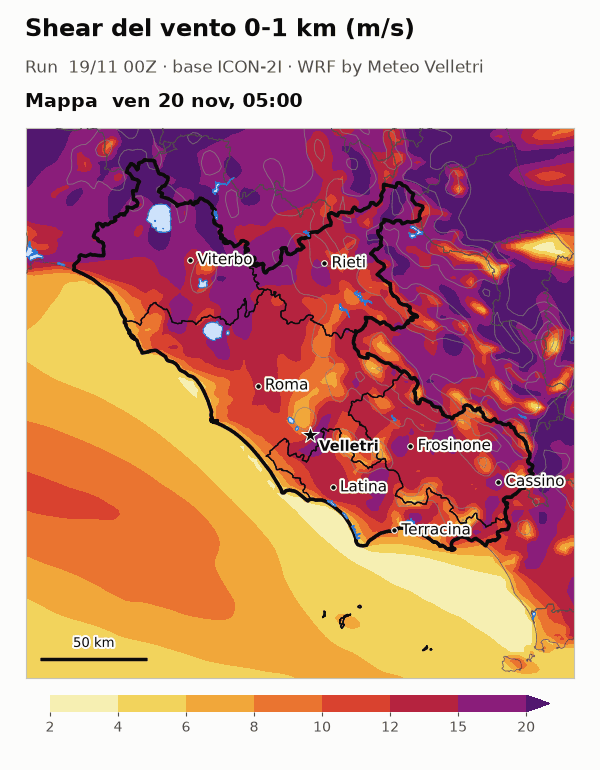 Shear del vento 0-1 km (m/s)
Run  19/11 00Z · base ICON-2I · WRF by Meteo Velletri
Mappa  ven 20 nov, 05:00
Viterbo
Rieti
Roma
Velletri
Frosinone
Latina
Cassino
Terracina
50 km
2 4 6 8 10 12 15 20